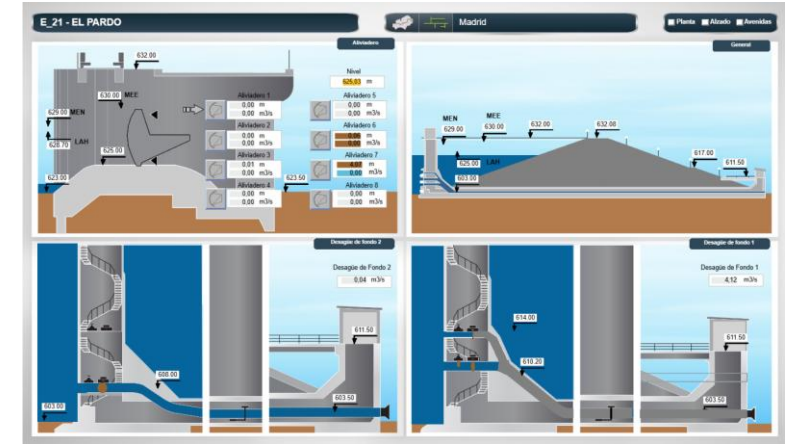 E_21 - EL PARDO
Madrid
Planta Alzado Avenidas
Aliviadero
632.00
630.00 MEE
629.00 MEN
LAH
628.70
625.00
623.00
623.50
Nivel
625,03 m
Aliviadero 1
0,00 m
0,00 m3/s
Aliviadero 2
0,00 m
0,00 m3/s
Aliviadero 3
0,01 m
0,00 m3/s
Aliviadero 4
0,00 m
0,00 m3/s
Aliviadero 5
0,00 m
0,00 m3/s
Aliviadero 6
0,06 m
0,00 m3/s
Aliviadero 7
4,07 m
0,00 m3/s
Aliviadero 8
0,00 m
0,00 m3/s
General
MEN
629.00
MEE
630.00
632.00
632.00
617.00
611.50
625.00 LAH
603.00
Desagüe de fondo 2
Desagüe de Fondo 2
0,04 m3/s
611.50
608.00
603.00
603.50
Desagüe de fondo 1
Desagüe de Fondo 1
4,12 m3/s
614.00
611.50
610.20
603.50